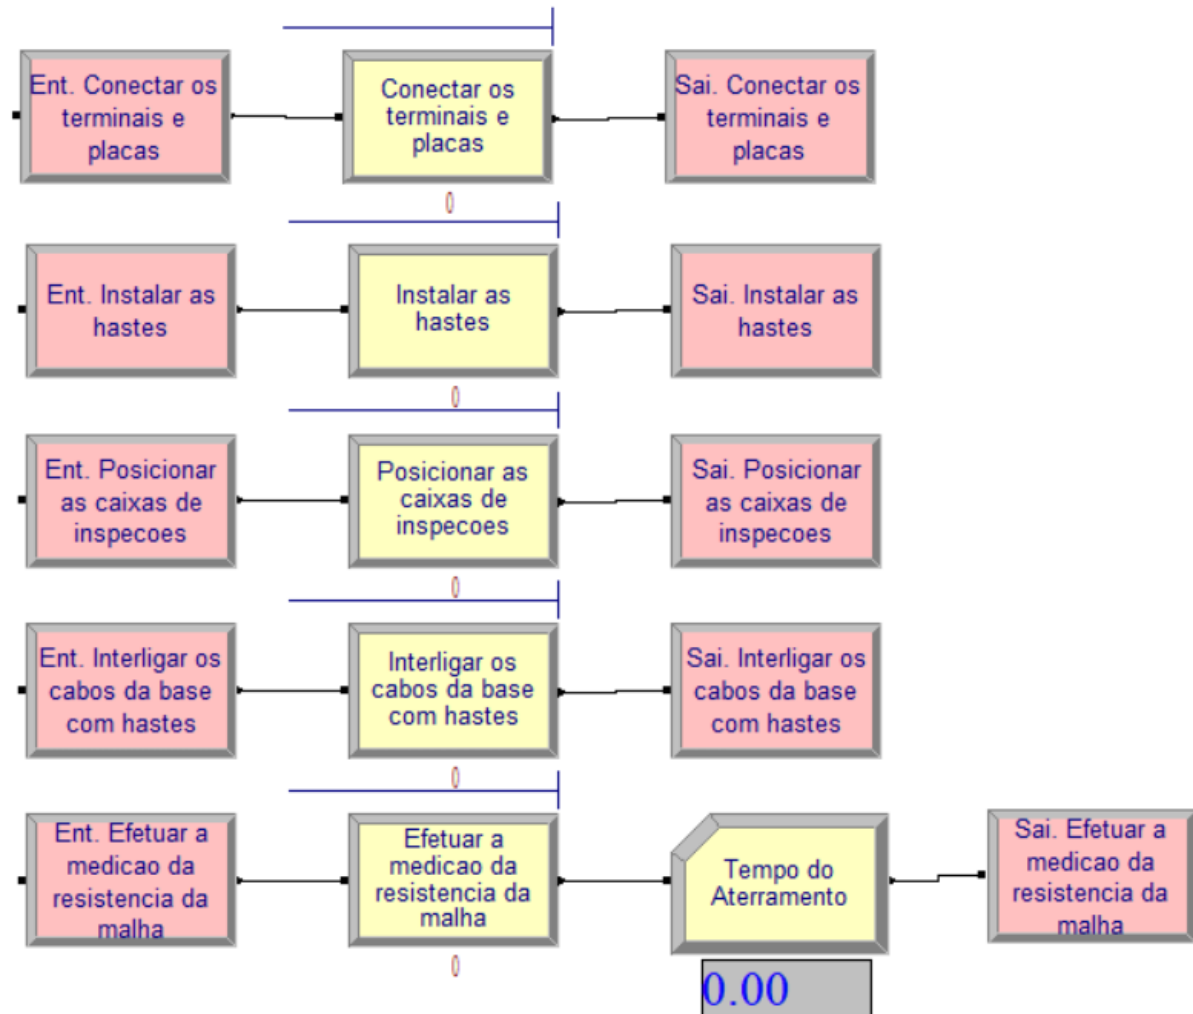 Ent. Conectar os
terminais e
placas
Conectar os
terminais e
placas
Sai. Conectar os
terminais e
placas
0
Ent. Instalar as
hastes
Instalar as
hastes
Sai. Instalar as
hastes
0
Ent. Posicionar
as caixas de
inspecoes
Posicionar as
caixas de
inspecoes
Sai. Posicionar
as caixas de
inspecoes
0
Ent. Interligar os
cabos da base
com hastes
Interligar os
cabos da base
com hastes
Sai. Interligar os
cabos da base
com hastes
0
Ent. Efetuar a
medicao da
resistencia da
malha
Efetuar a
medicao da
resistencia da
malha
Tempo do
Aterramento
Sai. Efetuar a
medicao da
resistencia da
malha
0
0.00